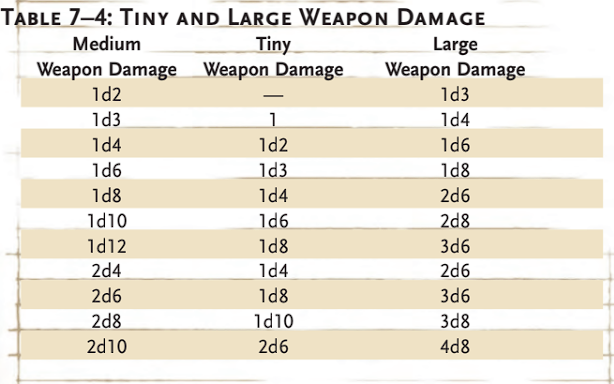 TABLE 7–4: TINY AND LARGE WEAPON DAMAGE
Medium Tiny Large
Weapon Damage Weapon Damage Weapon Damage
1d2 — 1d3
1d3 1 1d4
1d4 1d2 1d6
1d6 1d3 1d8
1d8 1d4 2d6
1d10 1d6 2d8
1d12 1d8 3d6
2d4 1d4 2d6
2d6 1d8 3d6
2d8 1d10 3d8
2d10 2d6 4d8